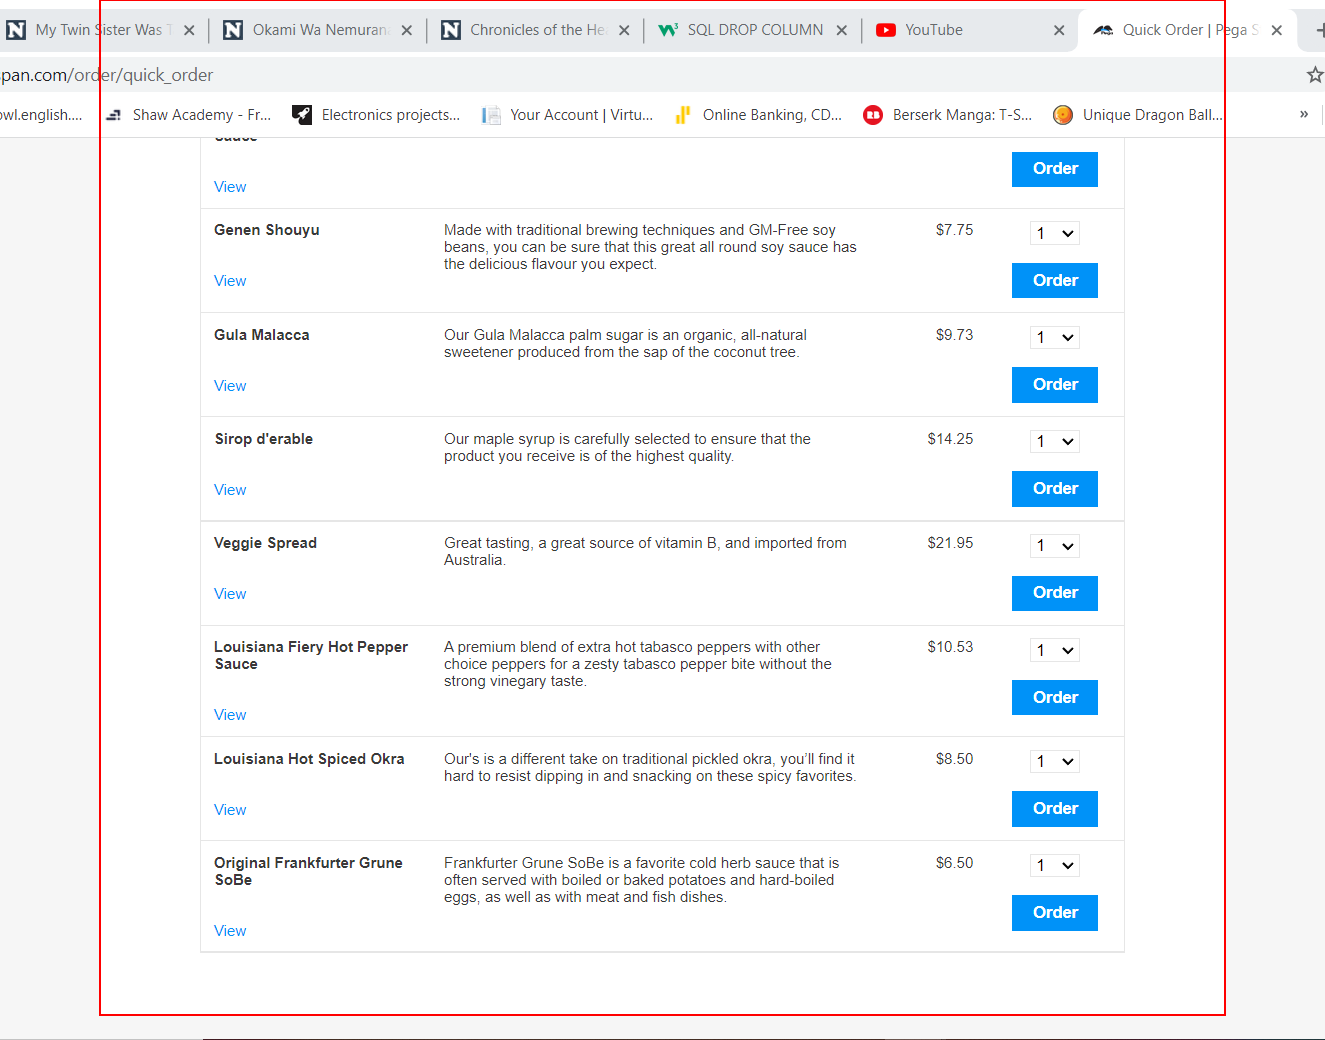 My Twin Sister Was T
Okami Wa Nemuran
Chronicles of the He
SQL DROP COLUMN
YouTube
Quick Order | Pega S
span.com/order/quick_order
owl.english....
Shaw Academy - Fr...
Electronics projects...
Your Account | Virtu...
Online Banking, CD...
Berserk Manga: T-S...
Unique Dragon Ball...
»
Sauce
View
Order
Genen Shouyu
Made with traditional brewing techniques and GM-Free soy
beans, you can be sure that this great all round soy sauce has
the delicious flavour you expect.
$7.75
1
View
Order
Gula Malacca
Our Gula Malacca palm sugar is an organic, all-natural
sweetener produced from the sap of the coconut tree.
$9.73
1
View
Order
Sirop d'erable
Our maple syrup is carefully selected to ensure that the
product you receive is of the highest quality.
$14.25
1
View
Order
Veggie Spread
Great tasting, a great source of vitamin B, and imported from
Australia.
$21.95
1
View
Order
Louisiana Fiery Hot Pepper
Sauce
A premium blend of extra hot tabasco peppers with other
choice peppers for a zesty tabasco pepper bite without the
strong vinegary taste.
$10.53
1
View
Order
Louisiana Hot Spiced Okra
Our's is a different take on traditional pickled okra, you’ll find it
hard to resist dipping in and snacking on these spicy favorites.
$8.50
1
View
Order
Original Frankfurter Grune
SoBe
Frankfurter Grune SoBe is a favorite cold herb sauce that is
often served with boiled or baked potatoes and hard-boiled
eggs, as well as with meat and fish dishes.
$6.50
1
View
Order